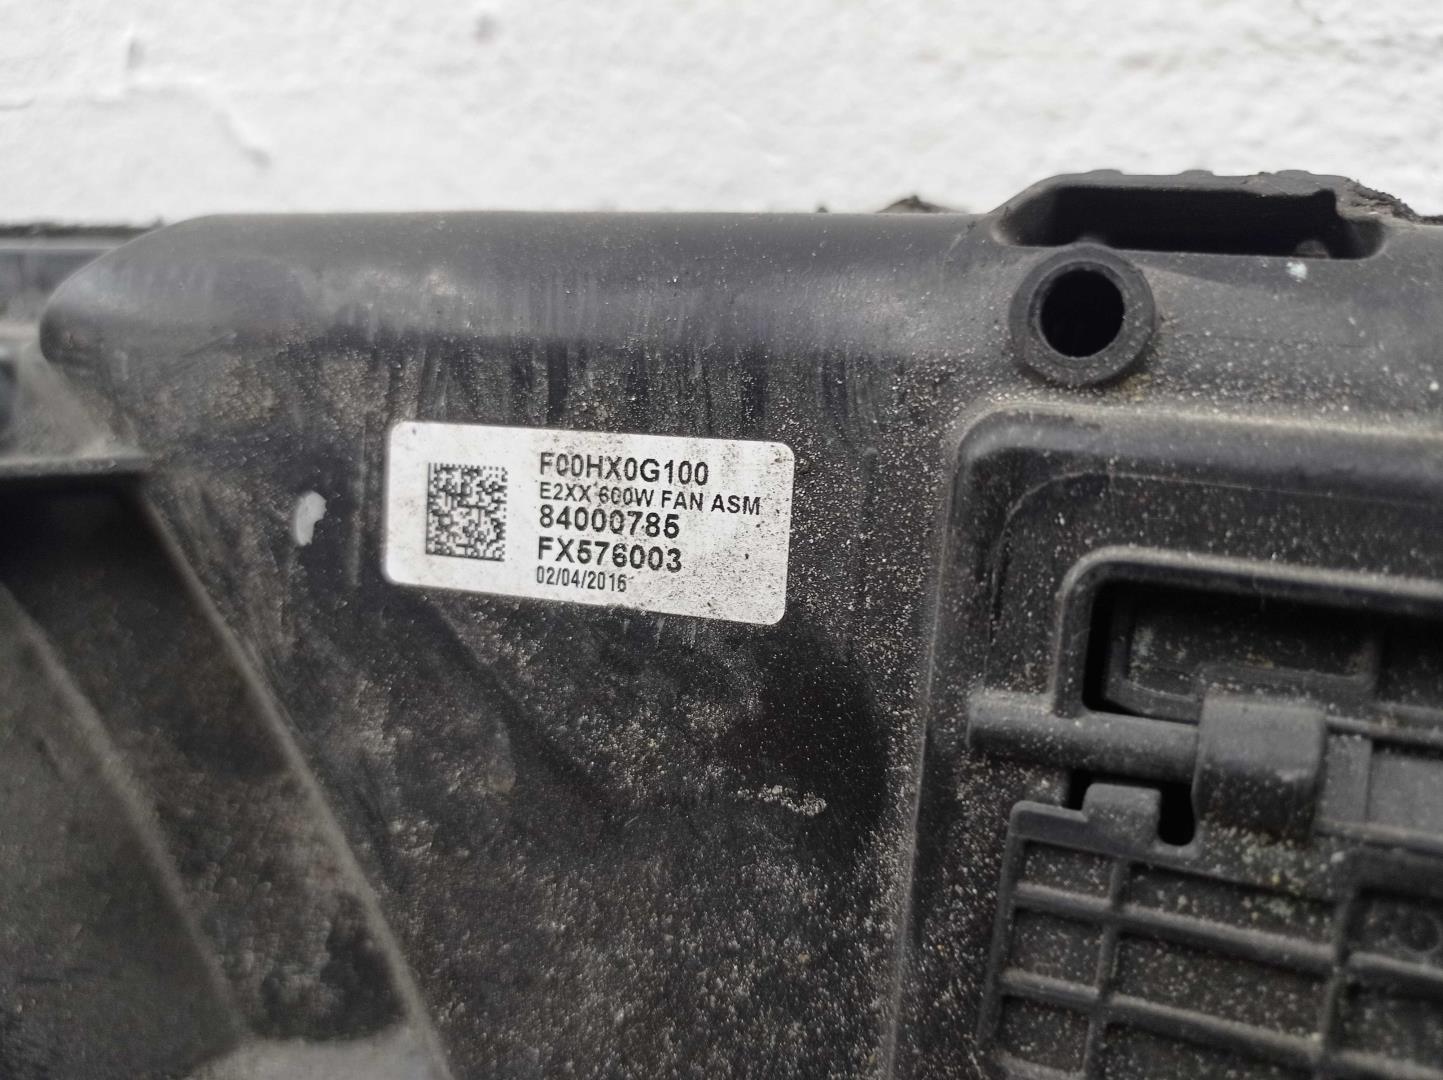 F00HX0G100
E2XX 600W FAN ASM
84000785
FX576003
02/04/2016